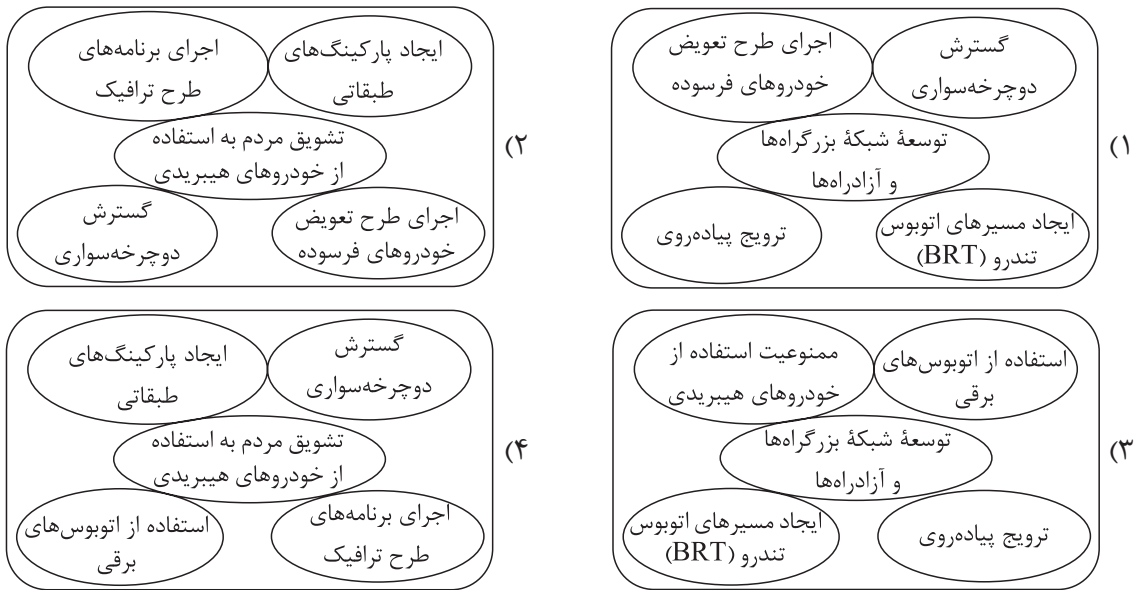 ۱)
گسترش
دوچرخه‌سواری
اجرای طرح تعویض
خودروهای فرسوده
توسعهٔ شبکهٔ بزرگراه‌ها
و آزادراه‌ها
ایجاد مسیرهای اتوبوس
تندرو (BRT)
ترویج پیاده‌روی
۲)
ایجاد پارکینگ‌های
طبقاتی
اجرای برنامه‌های
طرح ترافیک
تشویق مردم به استفاده
از خودروهای هیبریدی
اجرای طرح تعویض
خودروهای فرسوده
گسترش
دوچرخه‌سواری
۳)
استفاده از اتوبوس‌های
برقی
ممنوعیت استفاده از
خودروهای هیبریدی
توسعهٔ شبکهٔ بزرگراه‌ها
و آزادراه‌ها
ترویج پیاده‌روی
ایجاد مسیرهای اتوبوس
تندرو (BRT)
۴)
گسترش
دوچرخه‌سواری
ایجاد پارکینگ‌های
طبقاتی
تشویق مردم به استفاده
از خودروهای هیبریدی
اجرای برنامه‌های
طرح ترافیک
استفاده از اتوبوس‌های
برقی